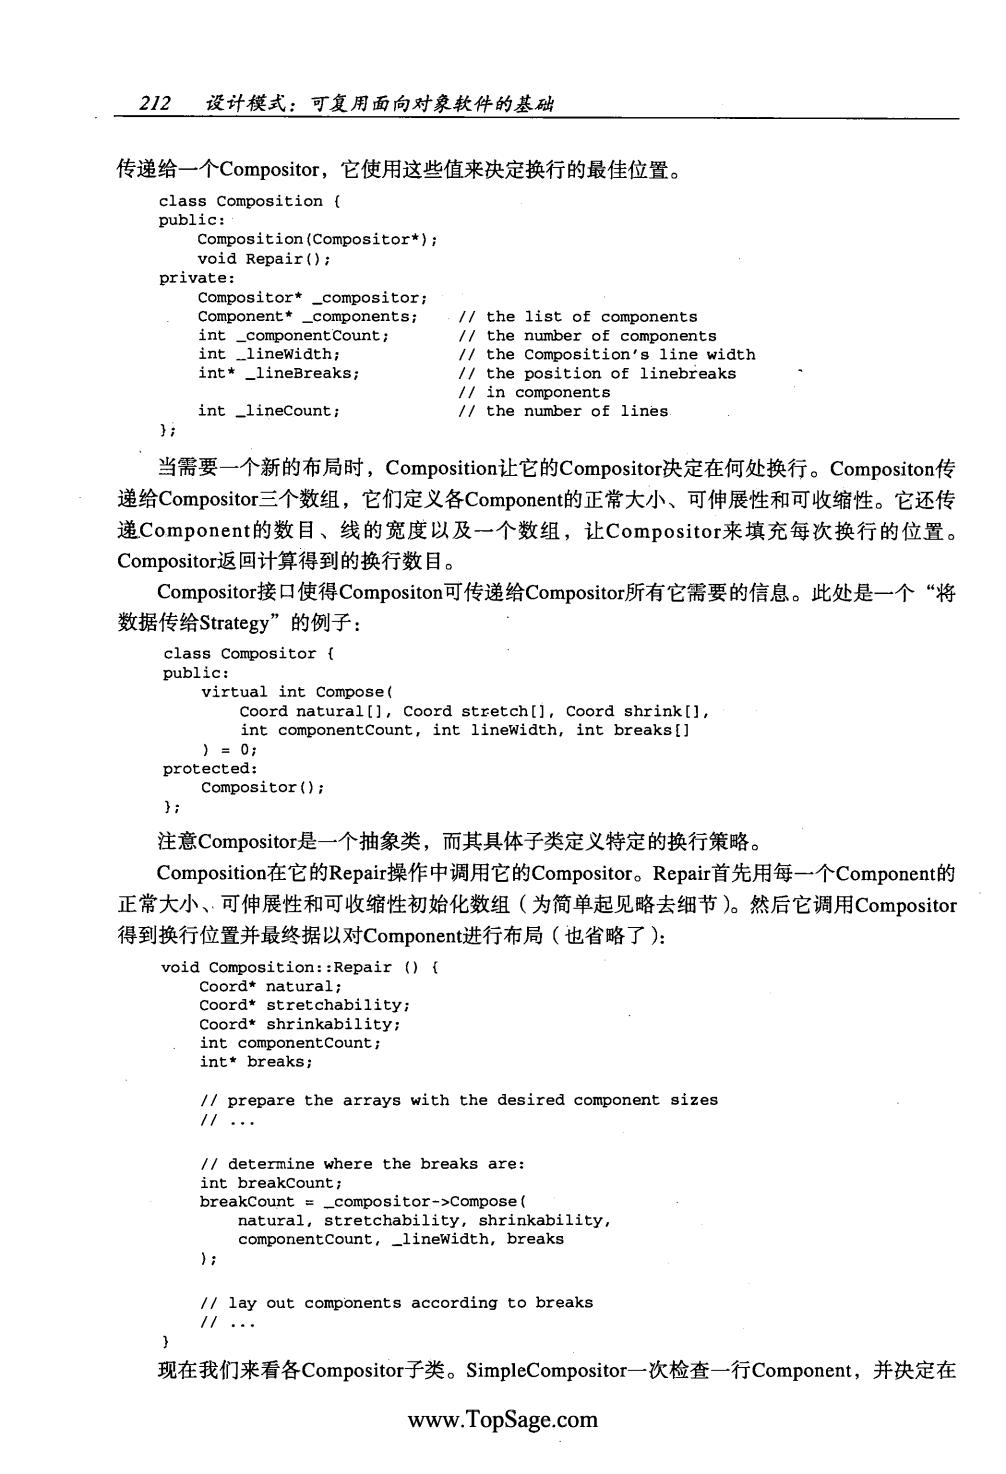 212 设计模式：可复用面向对象软件的基础
传递给一个Compositor，它使用这些值来决定换行的最佳位置。
class Composition {
public:
    Composition(Compositor*);
    void Repair();
private:
    Compositor* _compositor;
    Component* _components;    // the list of components
    int _componentCount;       // the number of components
    int _lineWidth;            // the Composition's line width
    int* _lineBreaks;          // the position of linebreaks
                               // in components
    int _lineCount;            // the number of lines
};
当需要一个新的布局时，Composition让它的Compositor决定在何处换行。Compositon传
递给Compositor三个数组，它们定义各Component的正常大小、可伸展性和可收缩性。它还传
递Component的数目、线的宽度以及一个数组，让Compositor来填充每次换行的位置。
Compositor返回计算得到的换行数目。
Compositor接口使得Compositon可传递给Compositor所有它需要的信息。此处是一个“将
数据传给Strategy”的例子：
class Compositor {
public:
    virtual int Compose(
        Coord natural[], Coord stretch[], Coord shrink[],
        int componentCount, int lineWidth, int breaks[]
    ) = 0;
protected:
    Compositor();
};
注意Compositor是一个抽象类，而其具体子类定义特定的换行策略。
Composition在它的Repair操作中调用它的Compositor。Repair首先用每一个Component的
正常大小、可伸展性和可收缩性初始化数组（为简单起见略去细节）。然后它调用Compositor
得到换行位置并最终据以对Component进行布局（也省略了）：
void Composition::Repair () {
    Coord* natural;
    Coord* stretchability;
    Coord* shrinkability;
    int componentCount;
    int* breaks;
    // prepare the arrays with the desired component sizes
    // ...
    // determine where the breaks are:
    int breakCount;
    breakCount = _compositor->Compose(
        natural, stretchability, shrinkability,
        componentCount, _lineWidth, breaks
    );
    // lay out components according to breaks
    // ...
}
现在我们来看各Compositor子类。SimpleCompositor一次检查一行Component，并决定在
www.TopSage.com